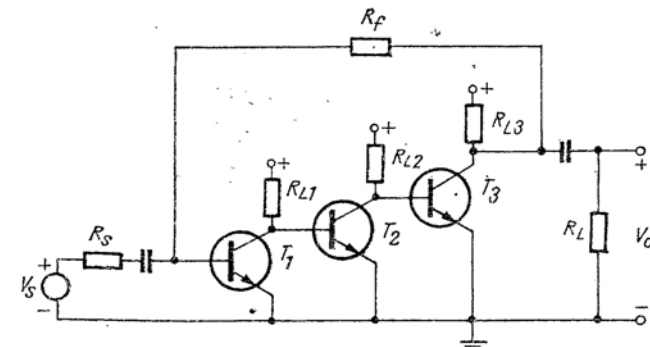 R_f
+
R_L3
+
R_L2
+
R_L1
R_s
+
V_s
−
T_1
T_2
T_3
R_L
+
V_o
−